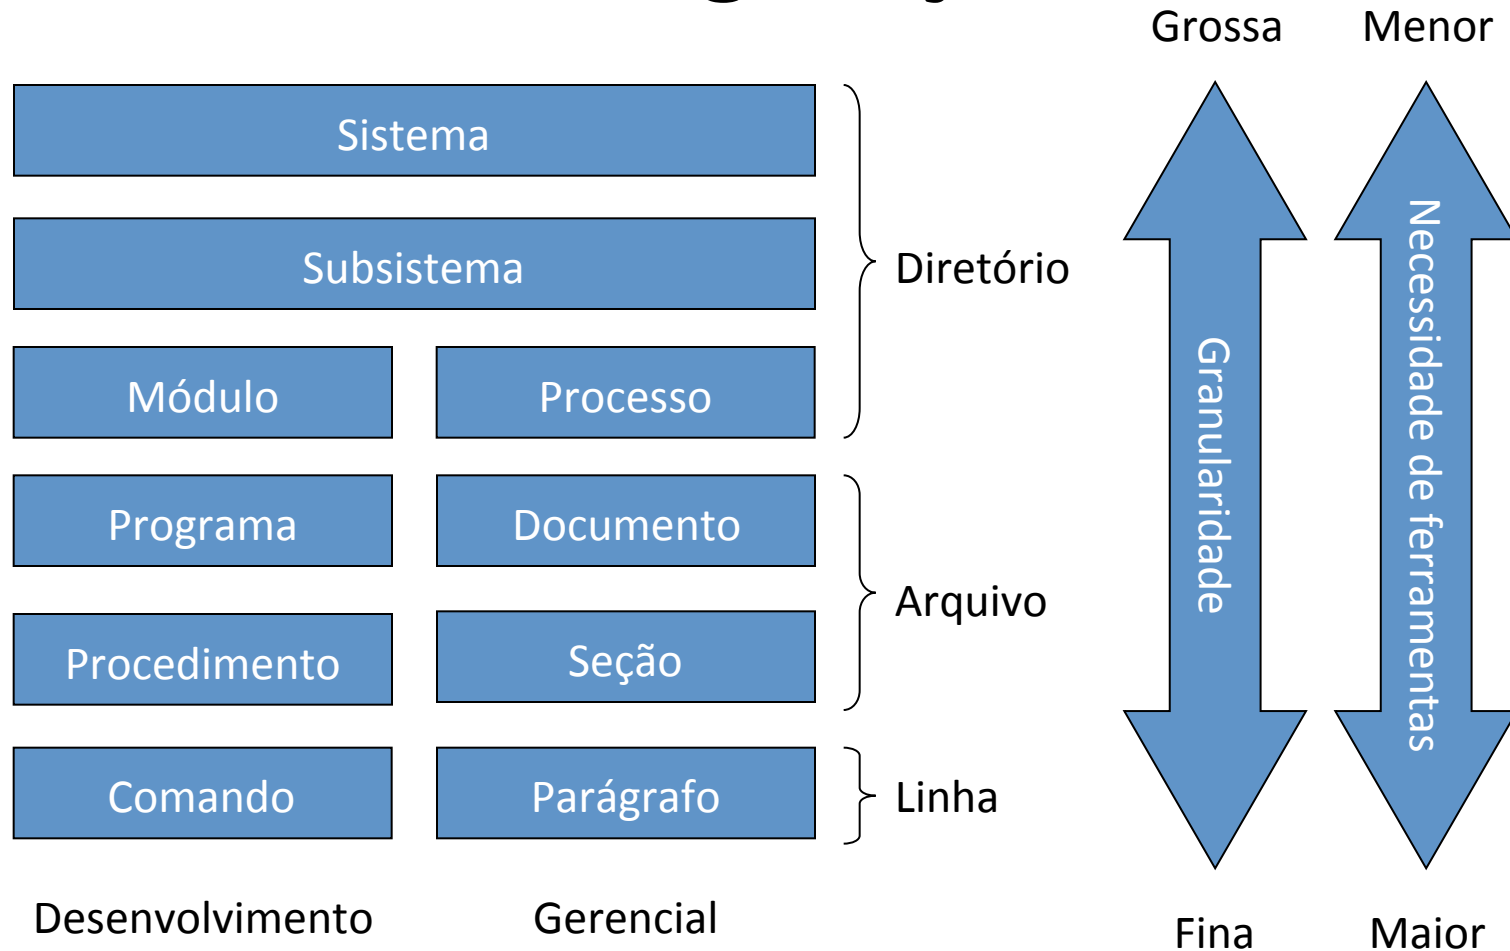 Grossa
Menor
Sistema
Subsistema
Diretório
Módulo
Processo
Programa
Documento
Arquivo
Procedimento
Seção
Comando
Parágrafo
Linha
Granularidade
Necessidade de ferramentas
Desenvolvimento
Gerencial
Fina
Maior